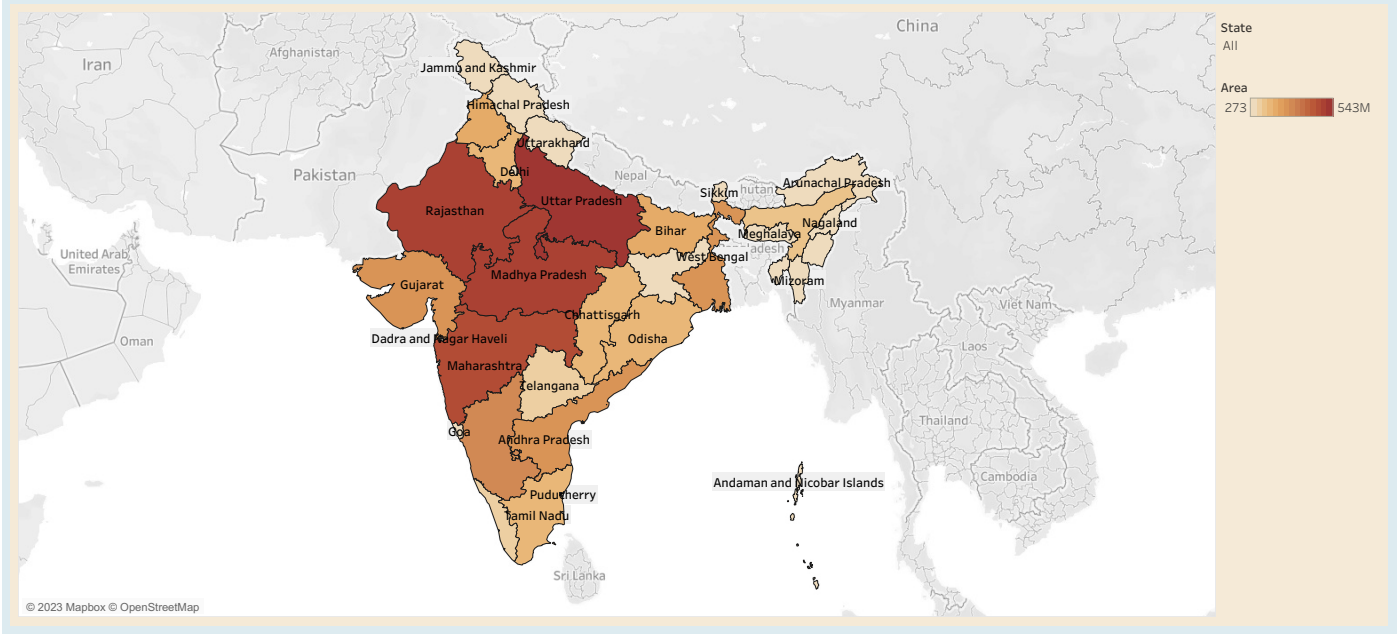 China
State
All
Afghanistan
Iran
Jammu and Kashmir
Area
273
543M
Himachal Pradesh
Uttarakhand
Pakistan
Delhi
Nepal
Arunachal Pradesh
Sikkim
hutan
Uttar Pradesh
Rajasthan
Nagaland
Bihar
Meghalaya
adesh
West Bengal
United Arab
Emirates
Madhya Pradesh
Mizoram
Gujarat
Myanmar
Viet Nam
Chhattisgarh
Dadra and Nagar Haveli
Odisha
Oman
Laos
Maharashtra
Telangana
Thailand
Goa
Andhra Pradesh
Cambodia
Andaman and Nicobar Islands
Puducherry
Tamil Nadu
Sri Lanka
© 2023 Mapbox © OpenStreetMap